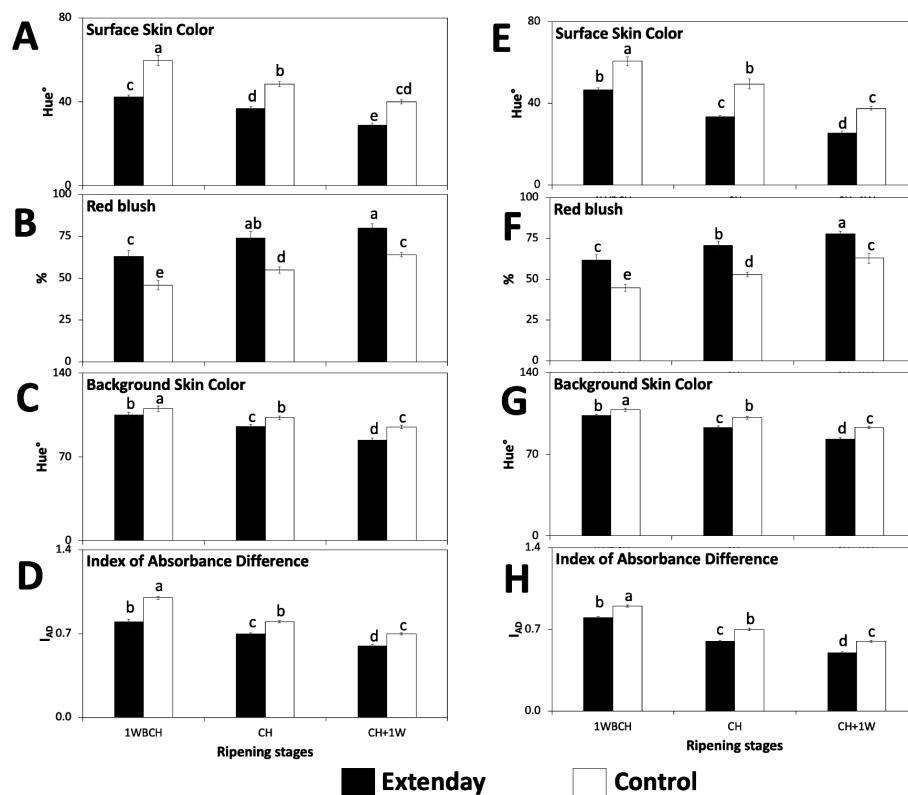 A
Surface Skin Color
80
40
0
Hue°
c
a
d
b
e
cd
B
Red blush
100
75
50
25
0
%
c
e
ab
d
a
c
C
Background Skin Color
140
70
0
Hue°
b
a
c
b
d
c
D
Index of Absorbance Difference
1.4
0.7
0.0
I_AD
b
a
c
b
d
c
1WBCH CH CH+1W
Ripening stages
E
Surface Skin Color
80
40
0
Hue°
b
a
c
b
d
c
F
Red blush
100
75
50
25
0
%
c
e
b
d
a
c
G
Background Skin Color
140
70
0
Hue°
b
a
c
b
d
c
H
Index of Absorbance Difference
1.4
0.7
0.0
I_AD
b
a
c
b
d
c
1WBCH CH CH+1W
Ripening stages
Extenday Control